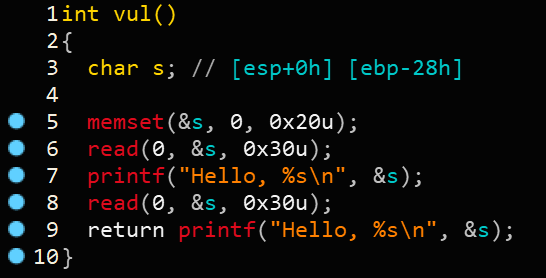 1 int vul()
2 {
3   char s; // [esp+0h] [ebp-28h]
4
5   memset(&s, 0, 0x20u);
6   read(0, &s, 0x30u);
7   printf("Hello, %s\n", &s);
8   read(0, &s, 0x30u);
9   return printf("Hello, %s\n", &s);
10 }